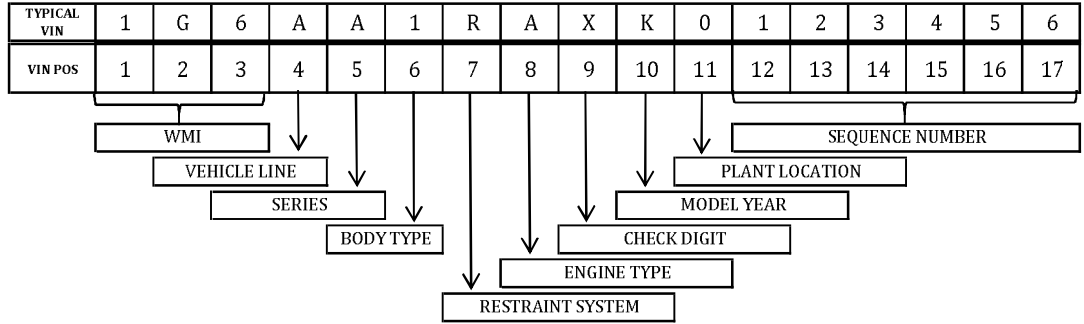 TYPICAL VIN 1 G 6 A A 1 R A X K 0 1 2 3 4 5 6
VIN POS 1 2 3 4 5 6 7 8 9 10 11 12 13 14 15 16 17
WMI SEQUENCE NUMBER
VEHICLE LINE PLANT LOCATION
SERIES MODEL YEAR
BODY TYPE CHECK DIGIT
ENGINE TYPE
RESTRAINT SYSTEM